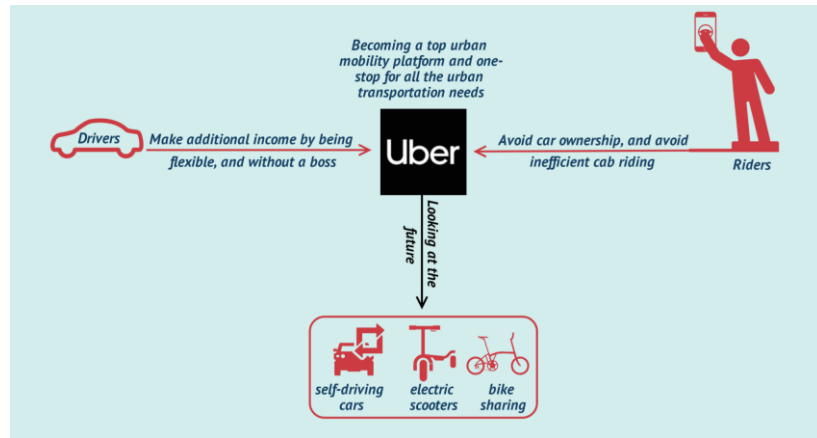 Becoming a top urban
mobility platform and one-
stop for all the urban
transportation needs
Drivers
Make additional income by being
flexible, and without a boss
Uber
Avoid car ownership, and avoid
inefficient cab riding
Riders
Looking at the
future
self-driving
cars
electric
scooters
bike
sharing